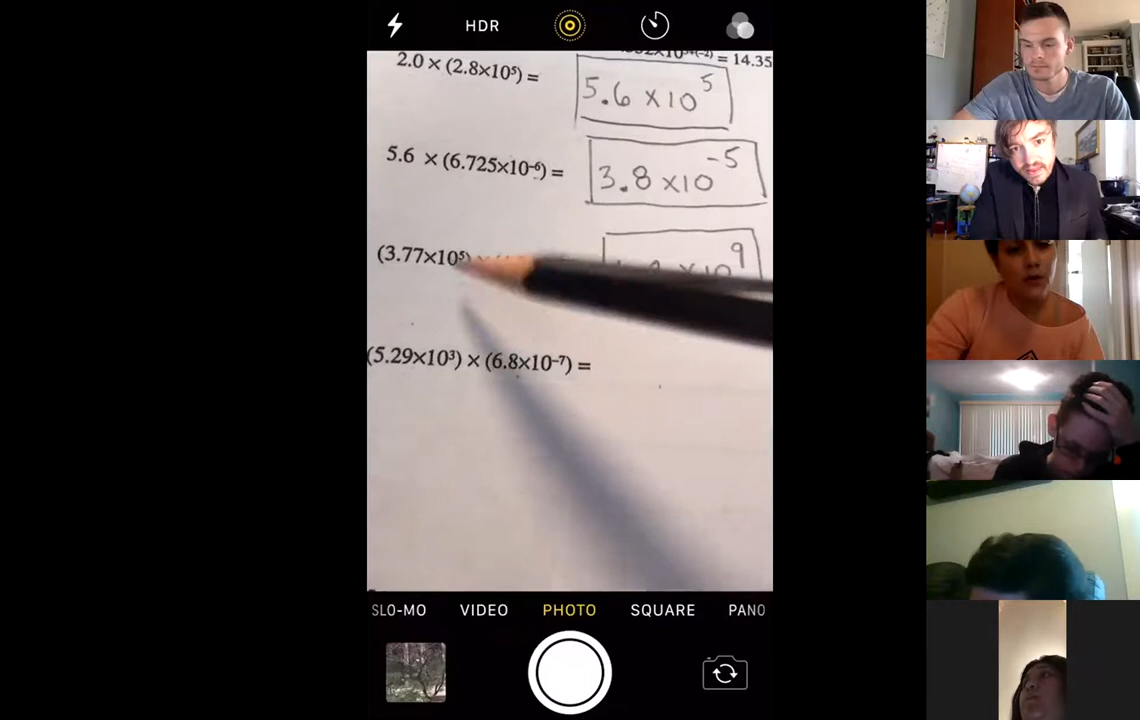 HDR
= 14.35
2.0 × (2.8×10⁵) =
5.6 ×10⁵
5.6 × (6.725×10⁻⁶) =
3.8 ×10⁻⁵
(3.77×10⁵)
×10⁹
(5.29×10³) × (6.8×10⁻⁷) =
SLO-MO VIDEO PHOTO SQUARE PANO